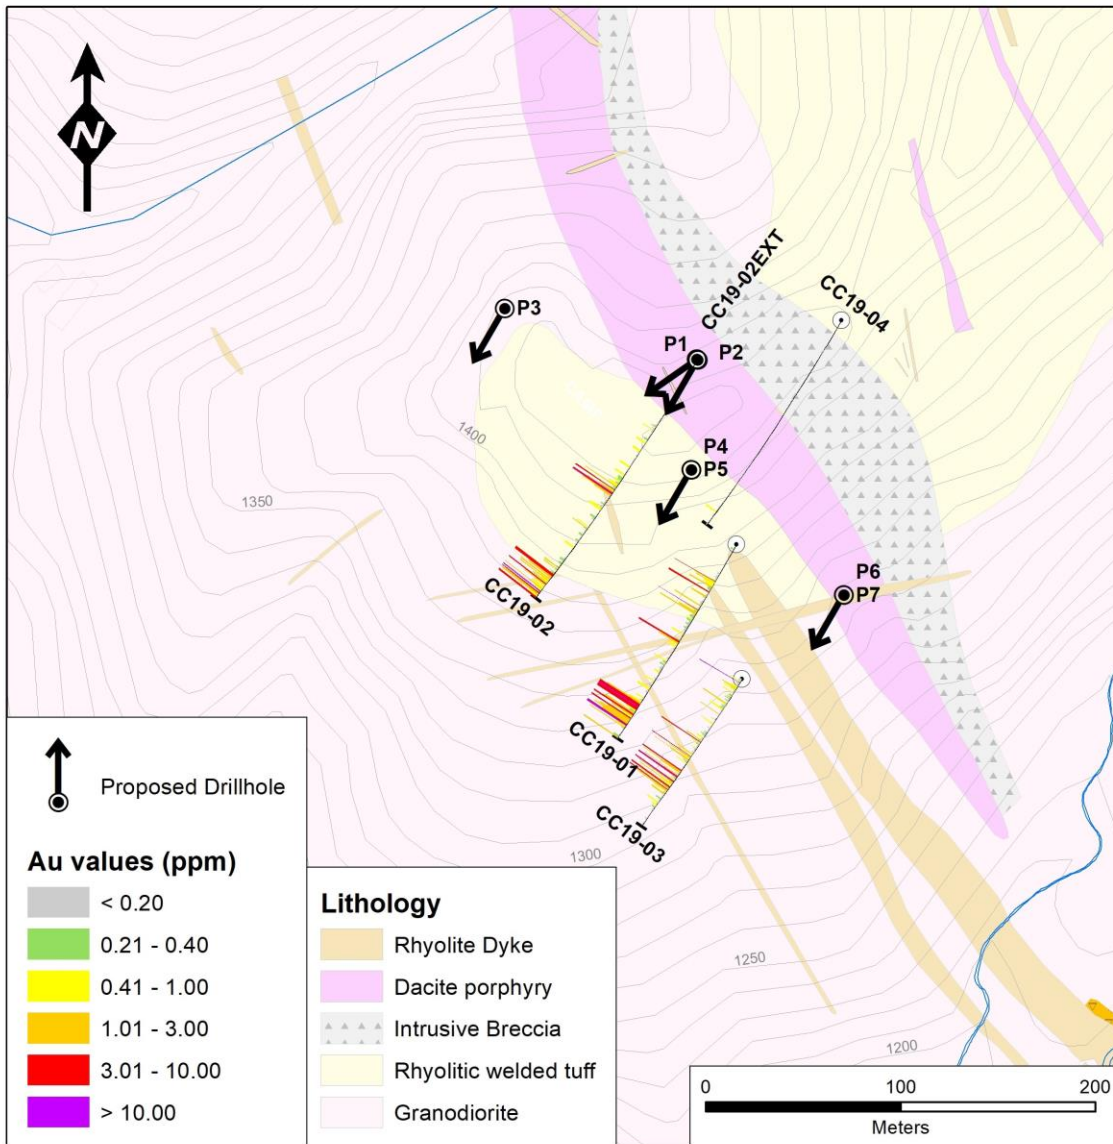 N
CC19-02EXT
CC19-04
P3
P1
P2
1400
P4
P5
1350
P6
P7
CC19-02
CC19-01
CC19-03
1300
1250
1200
Proposed Drillhole
Au values (ppm)
< 0.20
0.21 - 0.40
0.41 - 1.00
1.01 - 3.00
3.01 - 10.00
> 10.00
Lithology
Rhyolite Dyke
Dacite porphyry
Intrusive Breccia
Rhyolitic welded tuff
Granodiorite
0 100 200
Meters